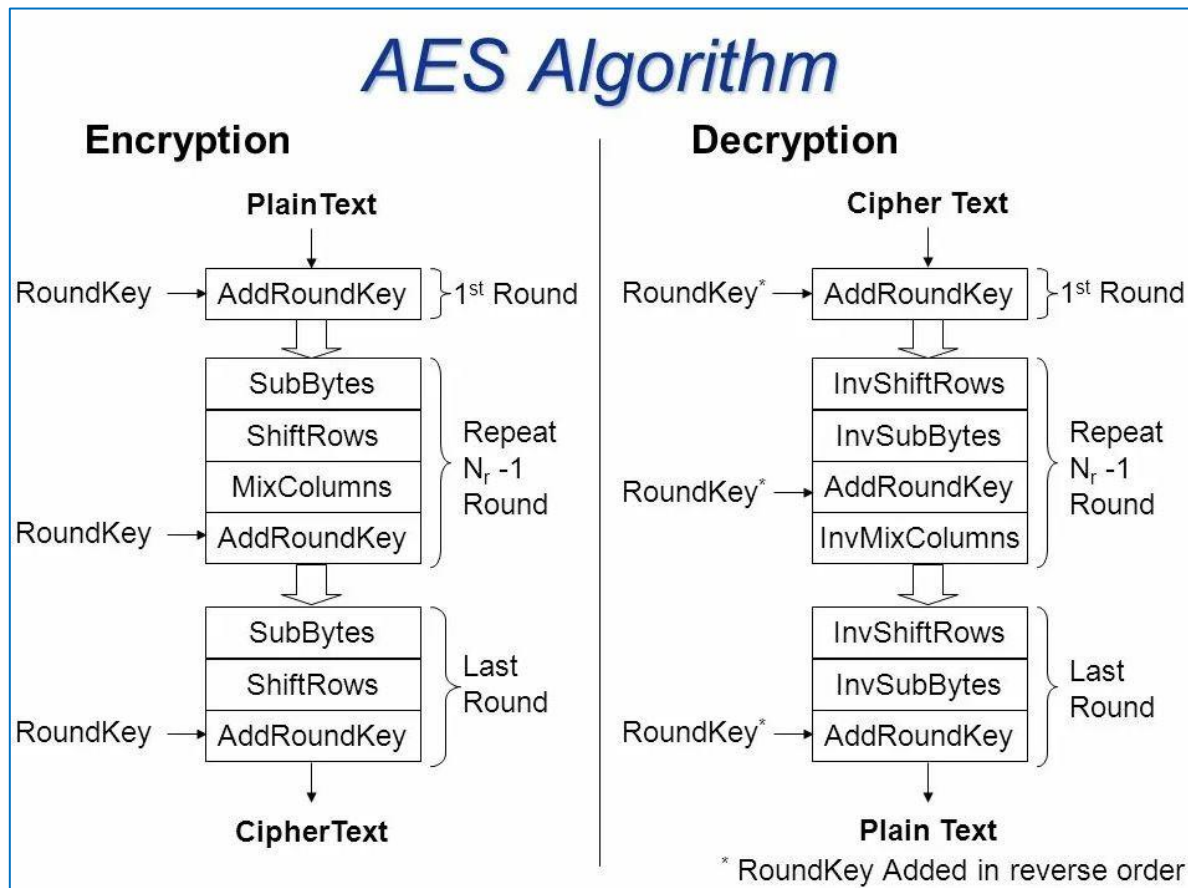 AES Algorithm
Encryption
PlainText
RoundKey
AddRoundKey
1st Round
SubBytes
ShiftRows
MixColumns
RoundKey
AddRoundKey
Repeat
Nr -1
Round
SubBytes
ShiftRows
RoundKey
AddRoundKey
Last
Round
CipherText
Decryption
Cipher Text
RoundKey*
AddRoundKey
1st Round
InvShiftRows
InvSubBytes
RoundKey*
AddRoundKey
InvMixColumns
Repeat
Nr -1
Round
InvShiftRows
InvSubBytes
RoundKey*
AddRoundKey
Last
Round
Plain Text
* RoundKey Added in reverse order